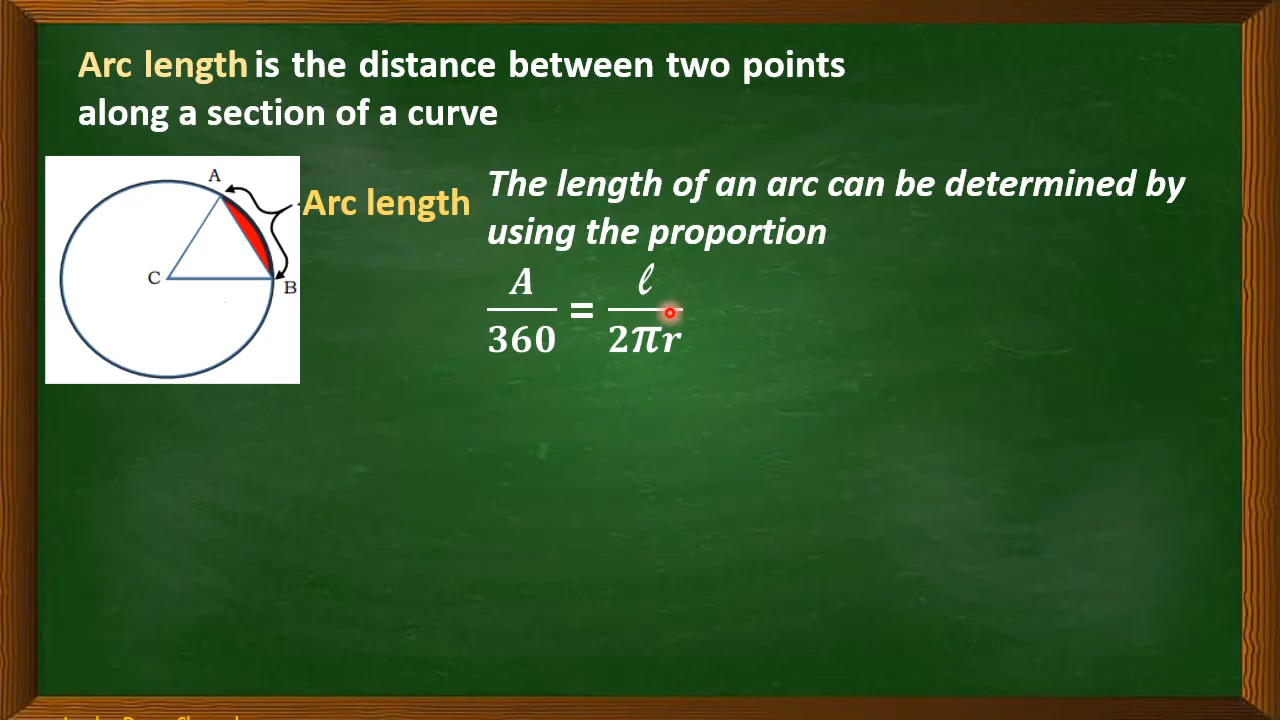 Arc length is the distance between two points
along a section of a curve
A
C
B
Arc length
The length of an arc can be determined by
using the proportion
A/360 = ℓ/2πr